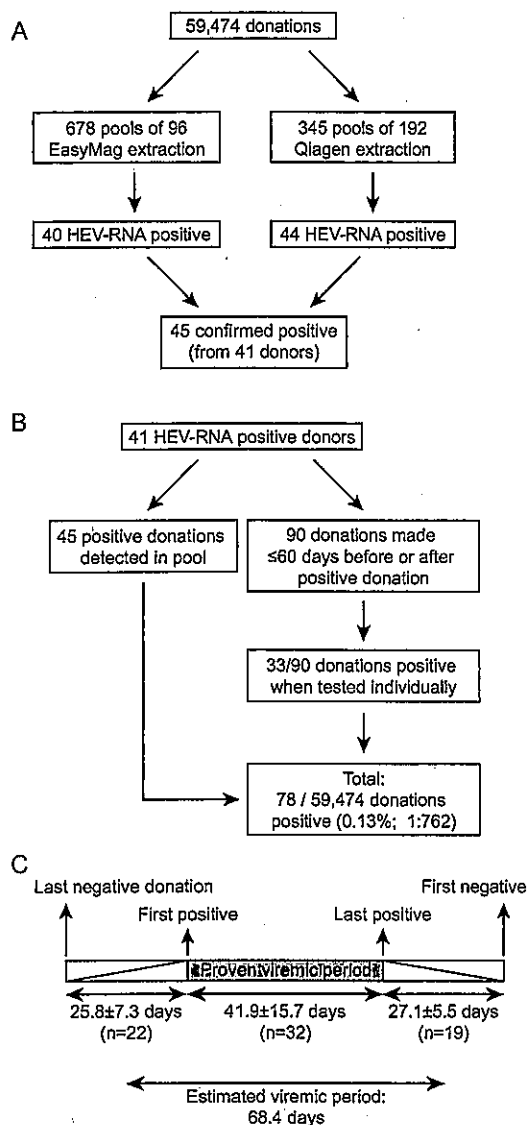 A
59,474 donations
678 pools of 96
EasyMag extraction
345 pools of 192
Qiagen extraction
40 HEV-RNA positive
44 HEV-RNA positive
45 confirmed positive
(from 41 donors)
B
41 HEV-RNA positive donors
45 positive donations
detected in pool
90 donations made
≤60 days before or after
positive donation
33/90 donations positive
when tested individually
Total:
78 / 59,474 donations
positive (0.13%; 1:762)
C
Last negative donation
First negative
First positive
Last positive
Proven viremic period
25.8±7.3 days
(n=22)
41.9±15.7 days
(n=32)
27.1±5.5 days
(n=19)
Estimated viremic period:
68.4 days